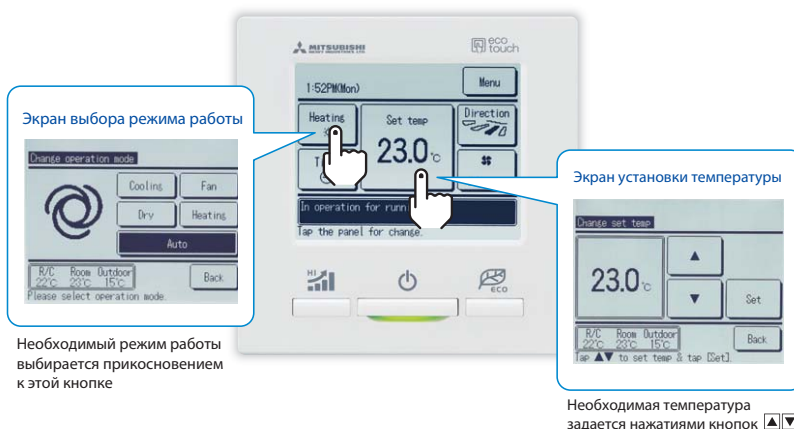 MITSUBISHI
HEAVY INDUSTRIES, LTD.
eco
touch
1:52PM(Mon)
Menu
Heating
Set temp
Direction
23.0°C
T
In operation for runn
Tap the panel for change.
HI
ECO
Экран выбора режима работы
Change operation mode
Cooling
Fan
Dry
Heating
Auto
R/C Room Outdoor
22°C 23°C 15°C
Back
Please select operation mode.
Необходимый режим работы
выбирается прикосновением
к этой кнопке
Экран установки температуры
Change set temp
23.0°C
▲
▼
Set
R/C Room Outdoor
22°C 23°C 15°C
Back
Tap ▲▼ to set temp & tap [Set].
Необходимая температура
задается нажатиями кнопок ▲▼